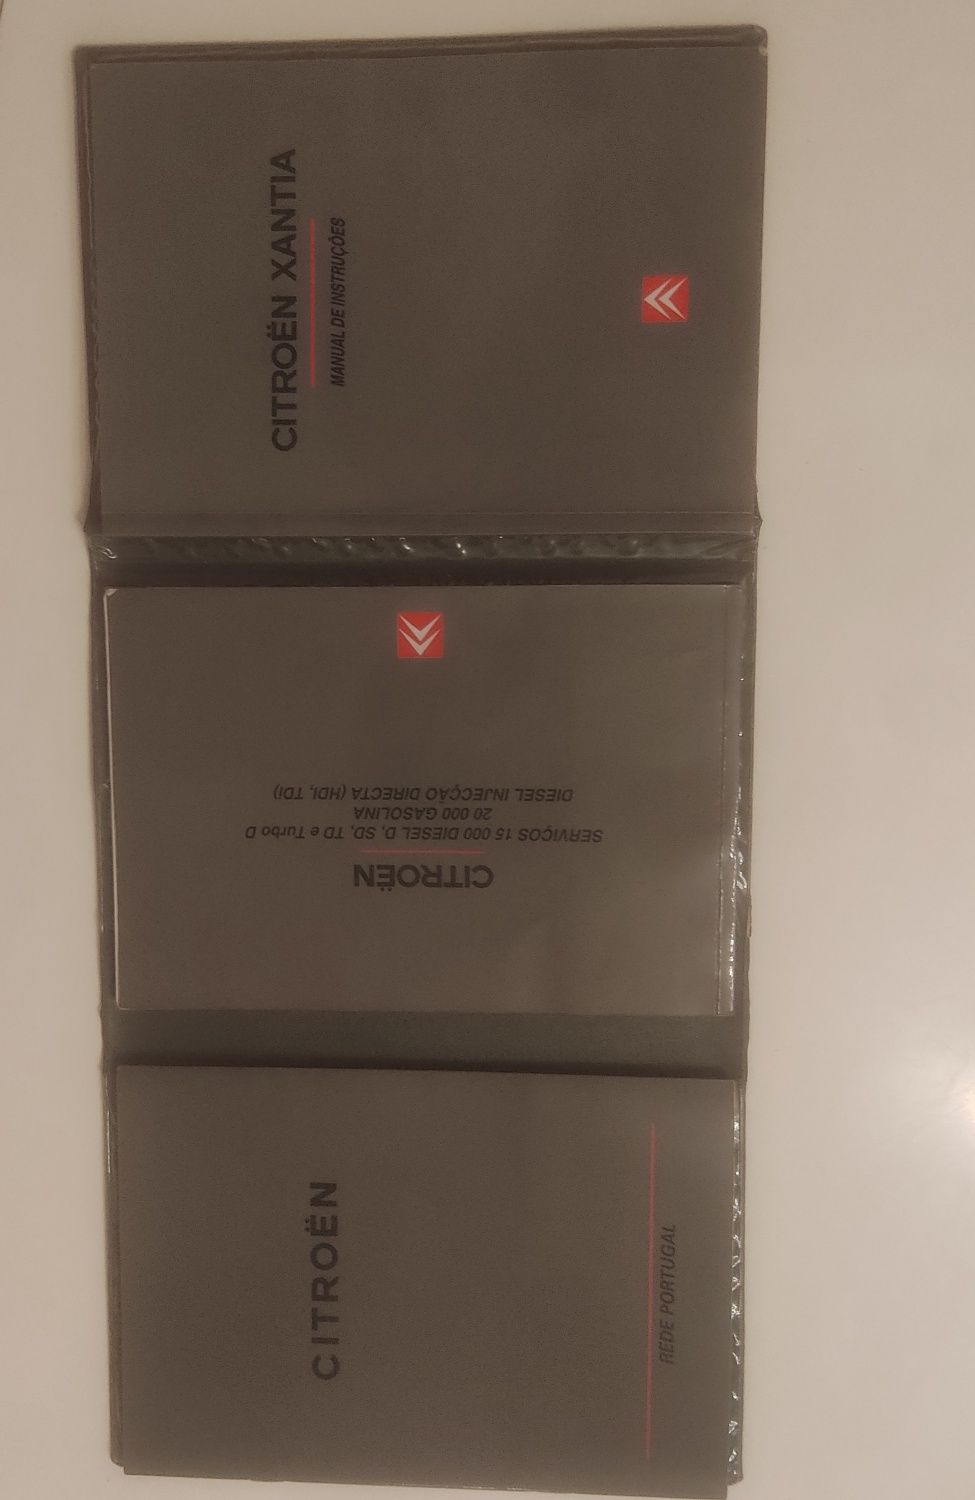 CITROËN XANTIA
MANUAL DE INSTRUÇÕES
CITROËN
SERVIÇOS 15 000 DIESEL D, SD, TD e Turbo D
20 000 GASOLINA
DIESEL INJECÇÃO DIRECTA (HDI, TDI)
CITROËN
REDE PORTUGAL